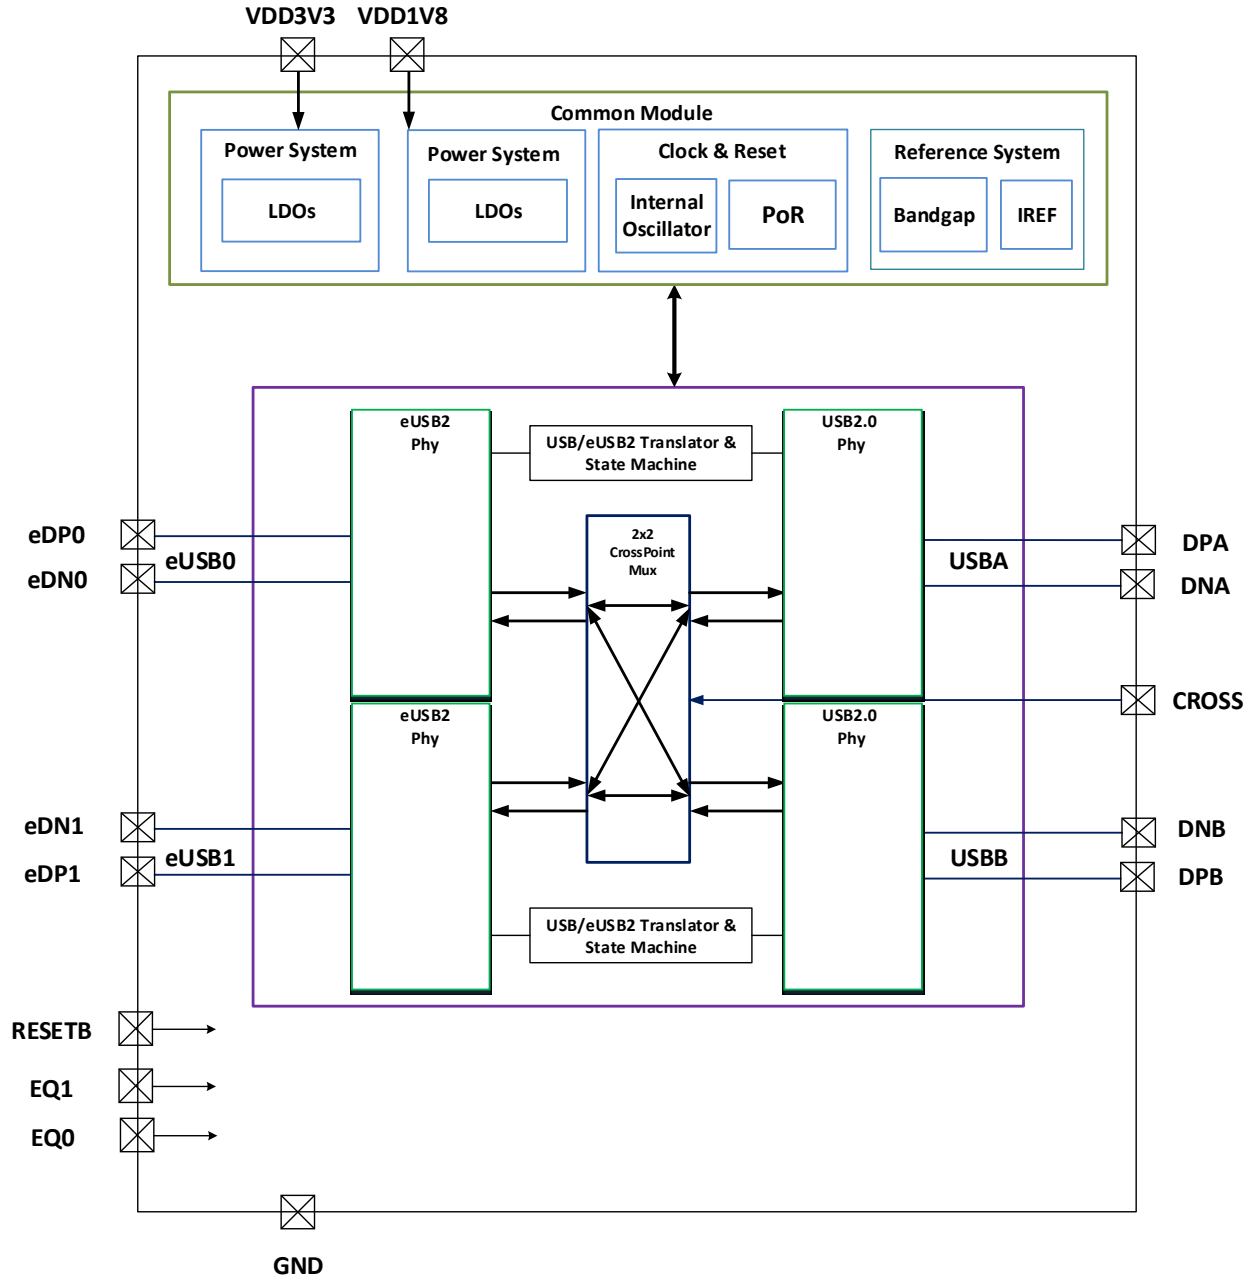 VDD3V3 VDD1V8
Common Module
Power System
LDOs
Power System
LDOs
Clock & Reset
Internal
Oscillator
PoR
Reference System
Bandgap
IREF
eUSB2
Phy
USB/eUSB2 Translator &
State Machine
USB2.0
Phy
2x2
CrossPoint
Mux
eDP0
eUSB0
eDN0
DPA
USBA
DNA
CROSS
eUSB2
Phy
USB2.0
Phy
eDN1
eUSB1
eDP1
DNB
USBB
DPB
USB/eUSB2 Translator &
State Machine
RESETB
EQ1
EQ0
GND